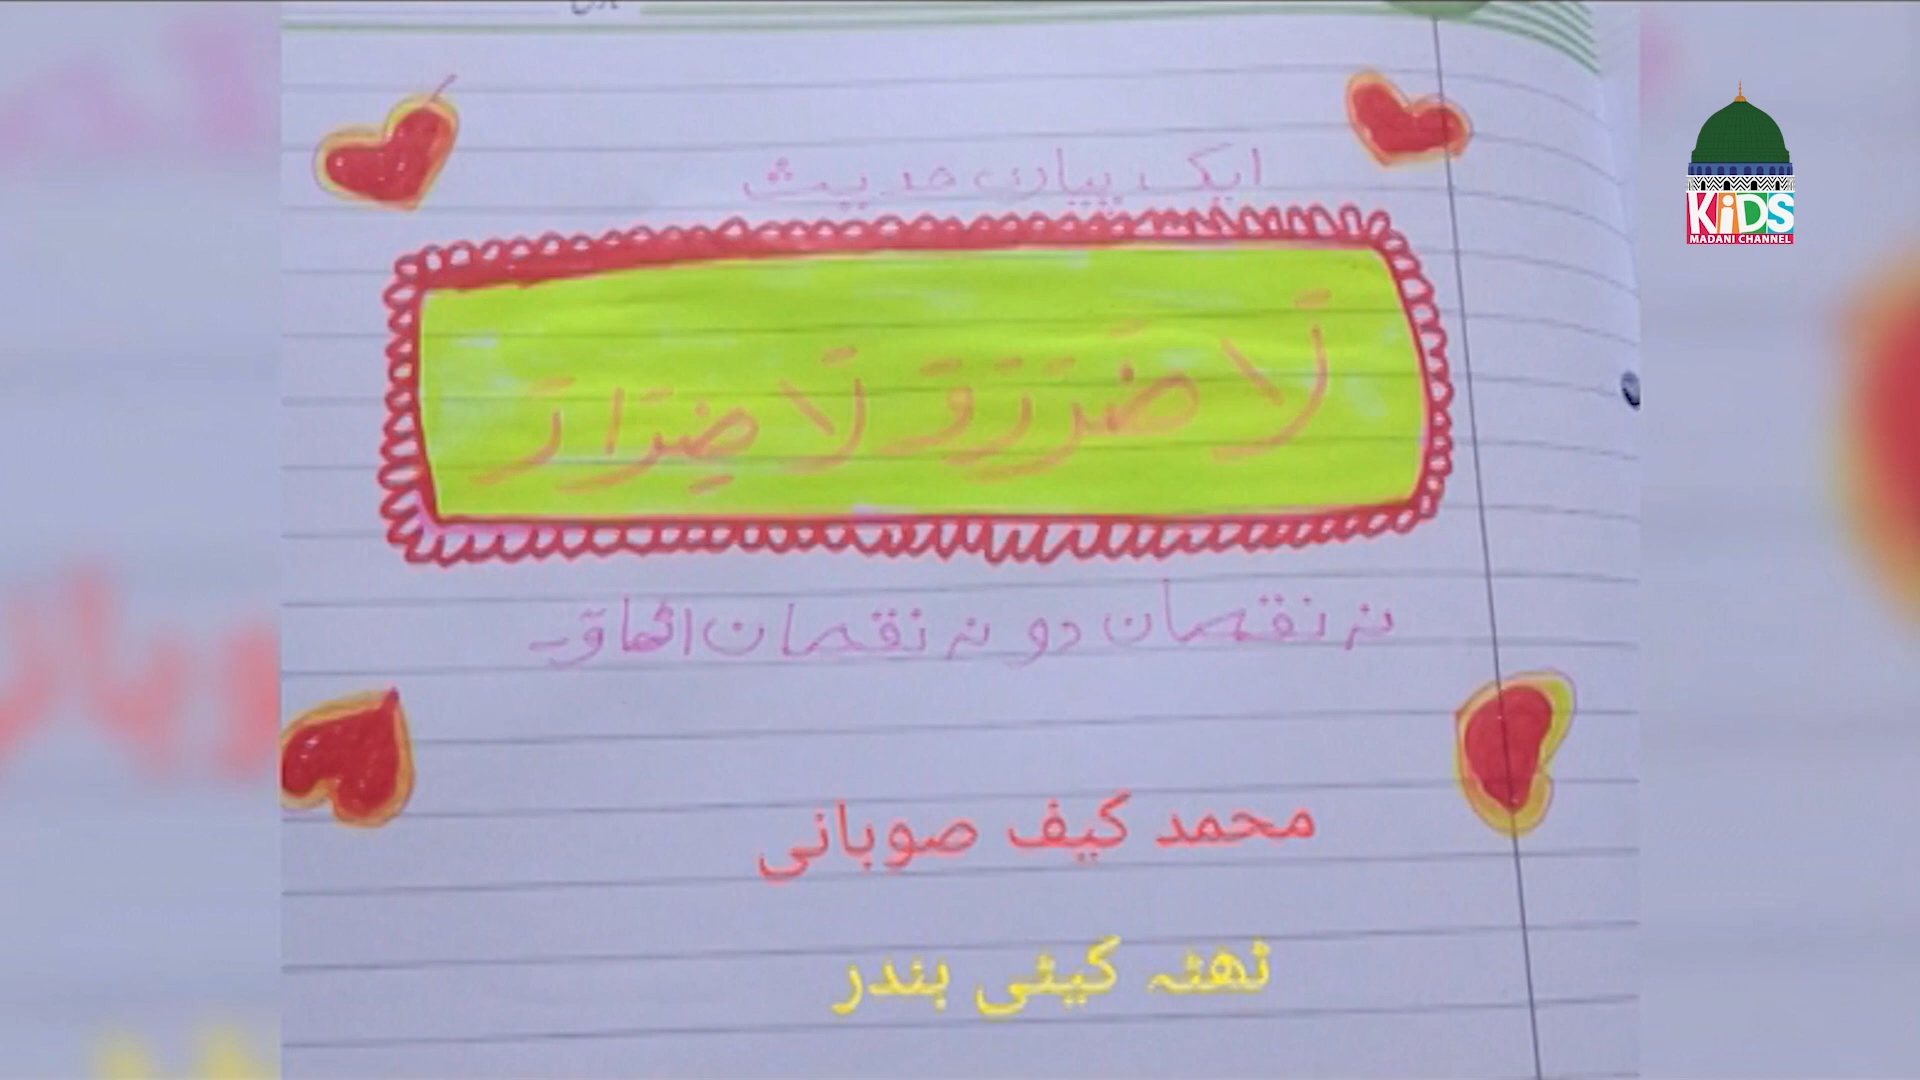 ایک پیاری حدیث
لَا ضَرَرَ وَ لَا ضِرَارَ
نہ نقصان دو نہ نقصان اٹھاؤ۔
محمد کیف صوبانی
ٹھٹہ کیٹی بندر
KiDS
MADANI CHANNEL